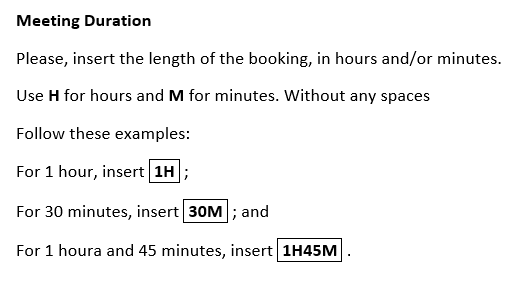 Meeting Duration
Please, insert the length of the booking, in hours and/or minutes.
Use H for hours and M for minutes. Without any spaces
Follow these examples:
For 1 hour, insert 1H ;
For 30 minutes, insert 30M ; and
For 1 houra and 45 minutes, insert 1H45M .